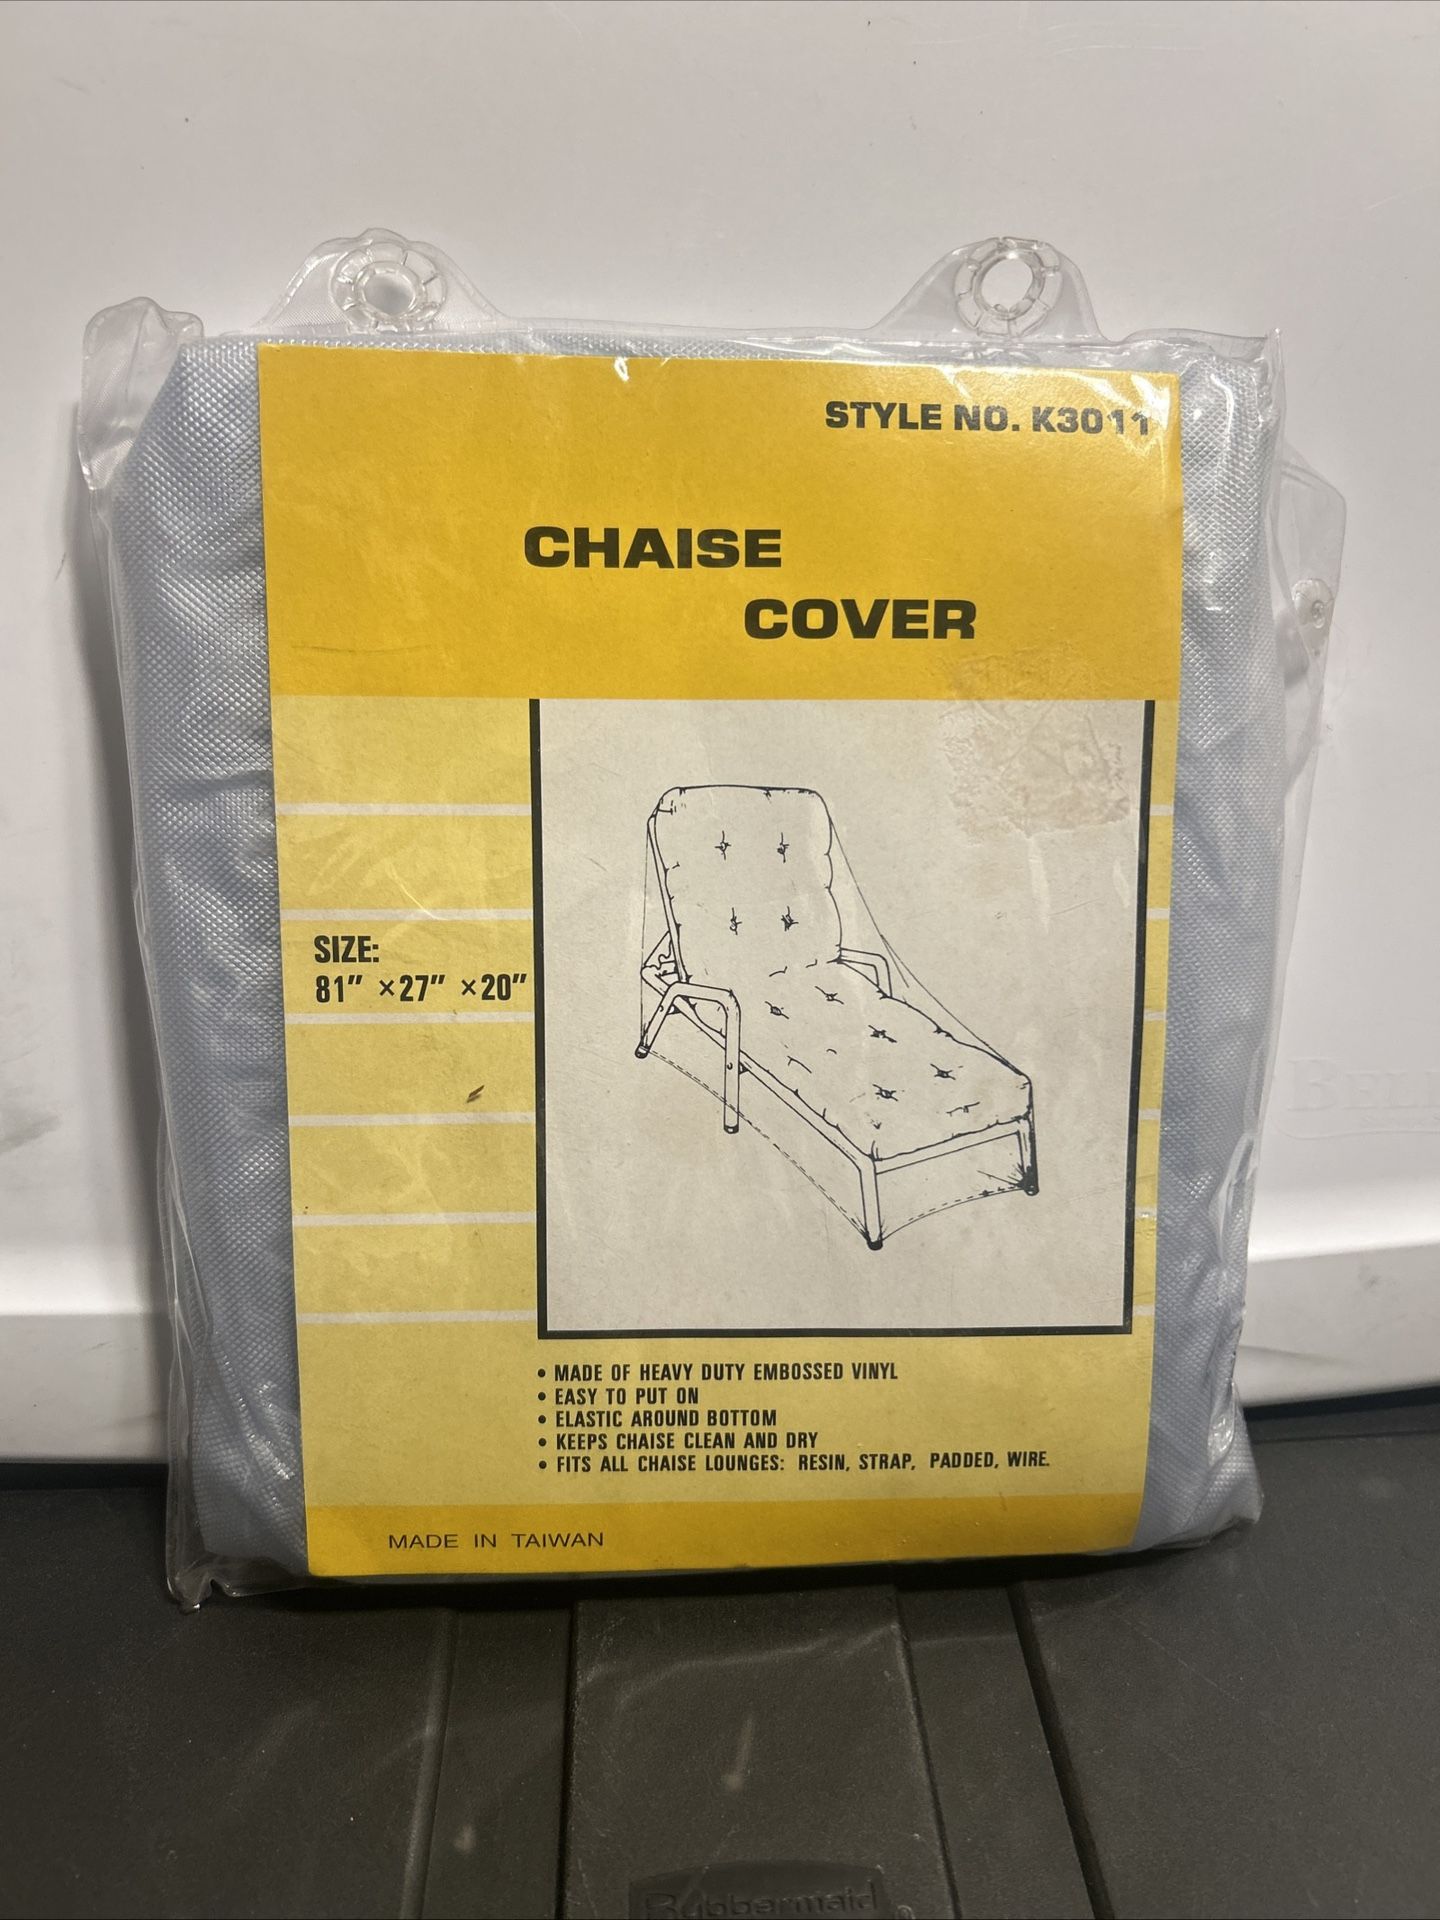 STYLE NO. K3011
CHAISE
COVER
SIZE:
81" ×27" ×20"
• MADE OF HEAVY DUTY EMBOSSED VINYL
• EASY TO PUT ON
• ELASTIC AROUND BOTTOM
• KEEPS CHAISE CLEAN AND DRY
• FITS ALL CHAISE LOUNGES: RESIN, STRAP, PADDED, WIRE.
MADE IN TAIWAN
Rubbermaid